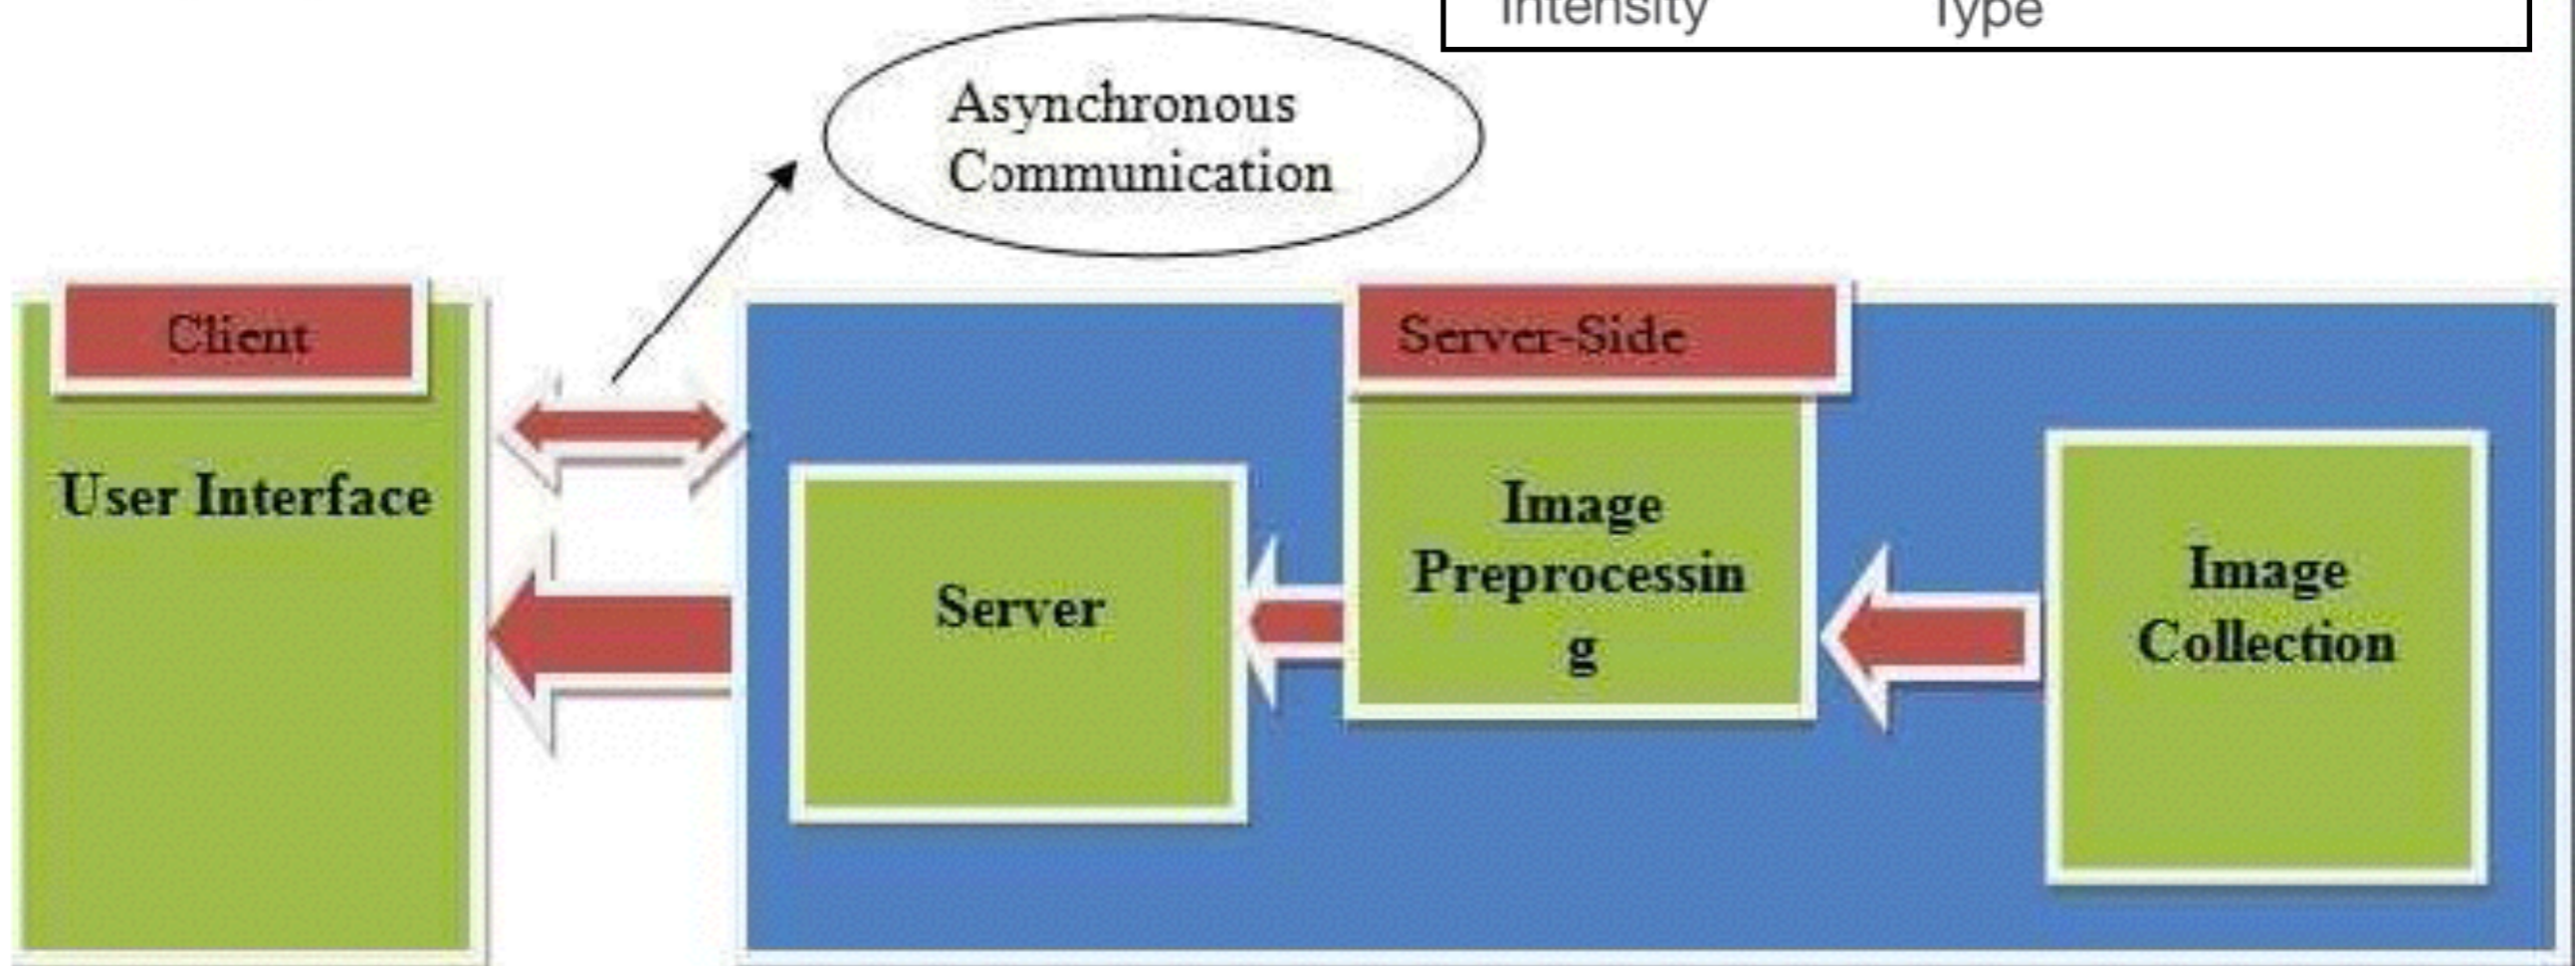 Intensity Type
Asynchronous
Communication
Client
Server-Side
User Interface
Server
Image
Preprocessin
g
Image
Collection